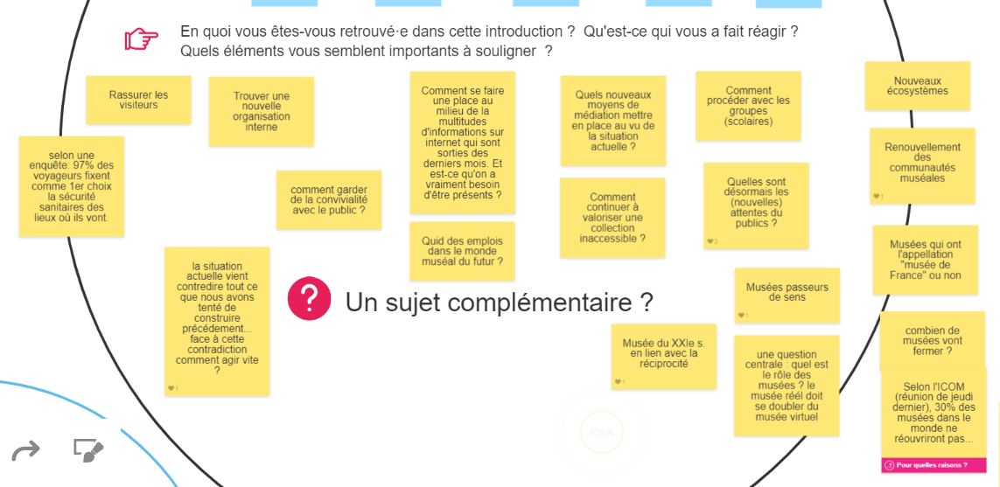 En quoi vous êtes-vous retrouvé·e dans cette introduction ? Qu'est-ce qui vous a fait réagir ?
Quels éléments vous semblent importants à souligner ?
Rassurer les
visiteurs
Trouver une
nouvelle
organisation
interne
Comment se faire
une place au
milieu de la
multitudes
d'informations sur
internet qui sont
sorties des
derniers mois. Et
est-ce qu'on a
vraiment besoin
d'être présents ?
Quels nouveaux
moyens de
médiation mettre
en place au vu de
la situation
actuelle ?
Comment
procéder avec les
groupes
(scolaires)
Nouveaux
écosystèmes
selon une
enquête: 97% des
voyageurs fixent
comme 1er choix
la sécurité
sanitaires des
lieux où ils vont.
comment garder
de la convivialité
avec le public ?
Comment
continuer à
valoriser une
collection
inaccessible ?
Quelles sont
désormais les
(nouvelles)
attentes du
publics ?
Renouvellement
des
communautés
muséales
1
Quid des emplois
dans le monde
muséal du futur ?
Musées qui ont
l'appellation
"musée de
France" ou non
la situation
actuelle vient
contredire tout ce
que nous avons
tenté de
construire
précédement...
face à cette
contradiction
comment agir vite
?
1
? Un sujet complémentaire ?
Musées passeurs
de sens
1
Musée du XXIe s.
en lien avec la
réciprocité
une question
centrale : quel est
le rôle des
musées ? le
musée réél doit
se doubler du
musée virtuel
combien de
musées vont
fermer ?
Selon l'ICOM
(réunion de jeudi
dernier), 30% des
musées dans le
monde ne
réouvriront pas...
? Pour quelles raisons ?
IDEA